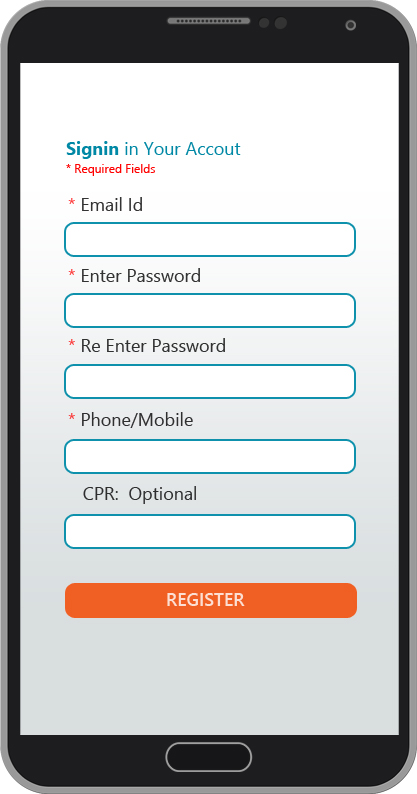 Signin in Your Accout
* Required Fields
* Email Id
* Enter Password
* Re Enter Password
* Phone/Mobile
CPR: Optional
REGISTER